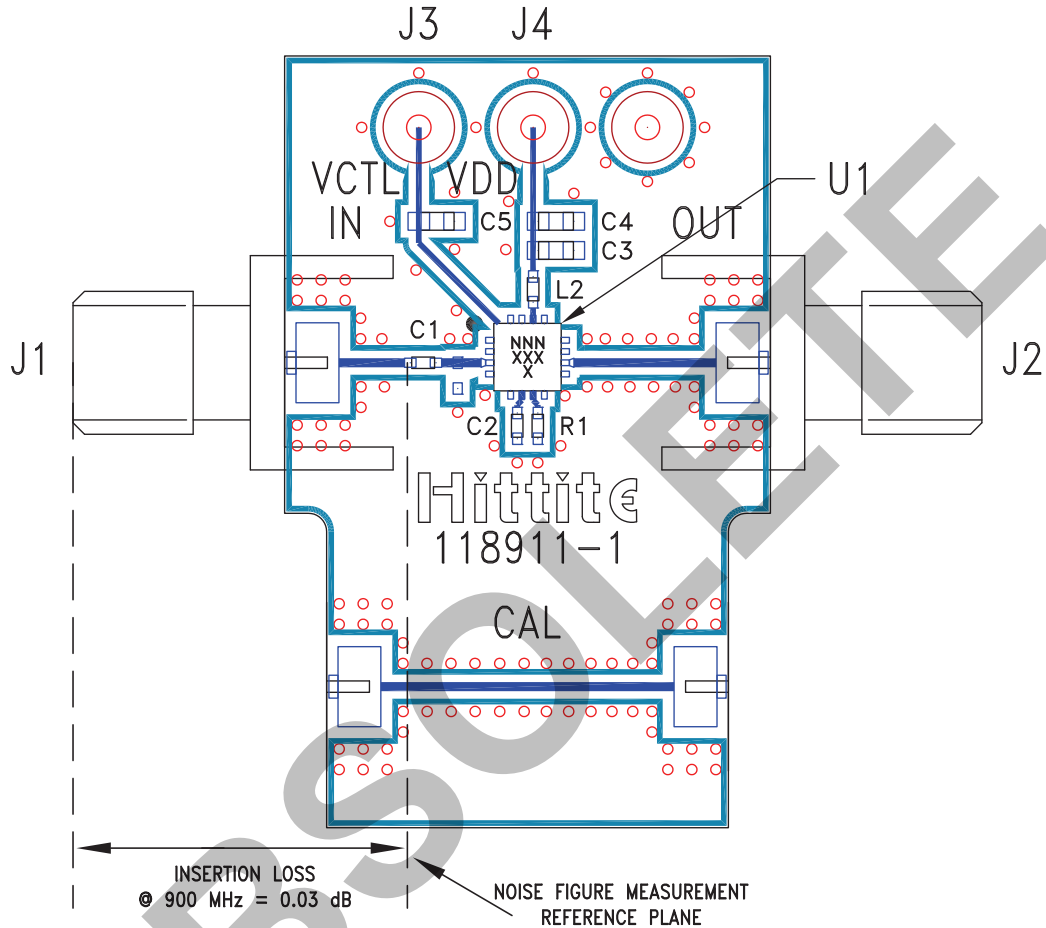 J3
J4
VCTL
VDD
U1
IN
C5
C4
OUT
C3
L2
C1
J1
NNN
XXX
X
J2
C2
R1
Hittite
118911-1
CAL
INSERTION LOSS
@ 900 MHz = 0.03 dB
NOISE FIGURE MEASUREMENT
REFERENCE PLANE
BSOLETE